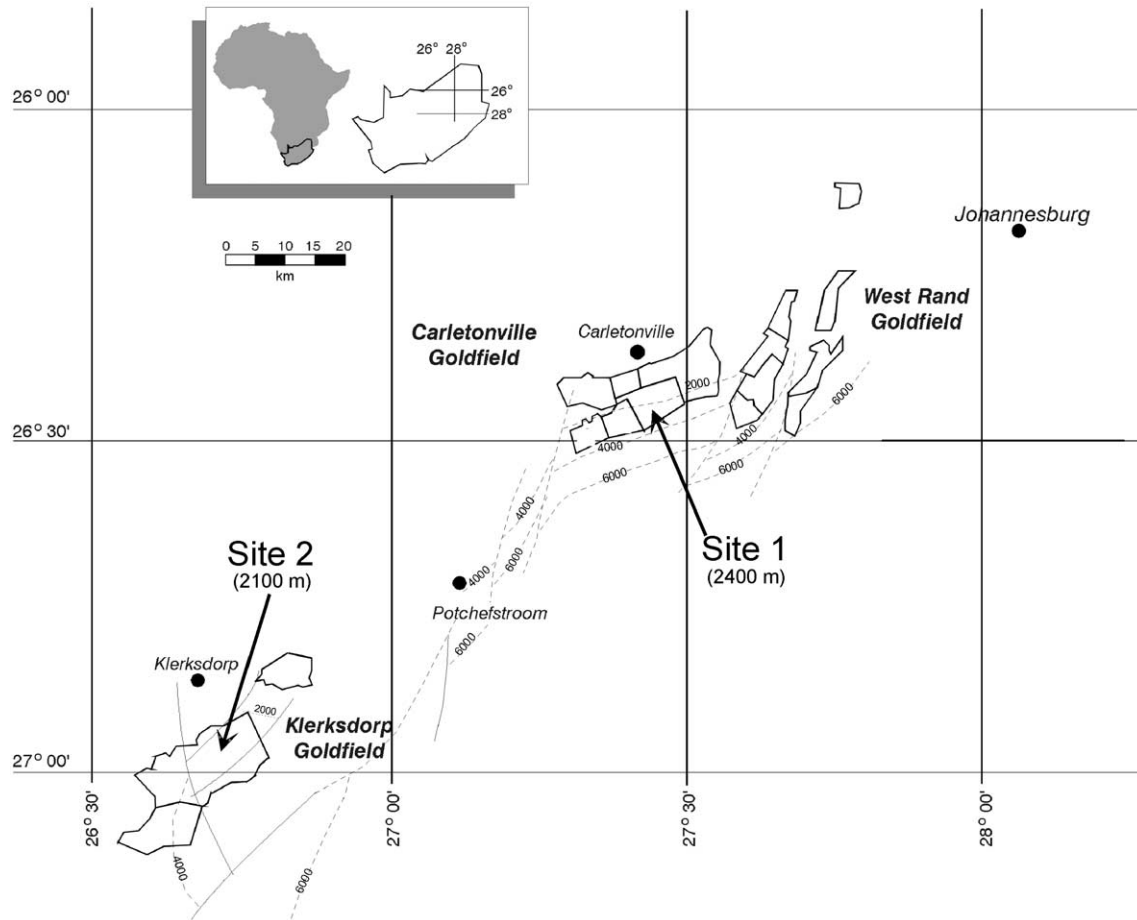 26° 28°
26°
28°
26° 00'
0 5 10 15 20
km
Johannesburg
West Rand
Goldfield
Carletonville
Goldfield
Carletonville
2000
6000
4000
4000
6000
6000
26° 30'
4000
6000
Site 1
(2400 m)
Site 2
(2100 m)
4000
Potchefstroom
6000
Klerksdorp
2000
Klerksdorp
Goldfield
27° 00'
4000
6000
26° 30'
27° 00'
27° 30'
28° 00'